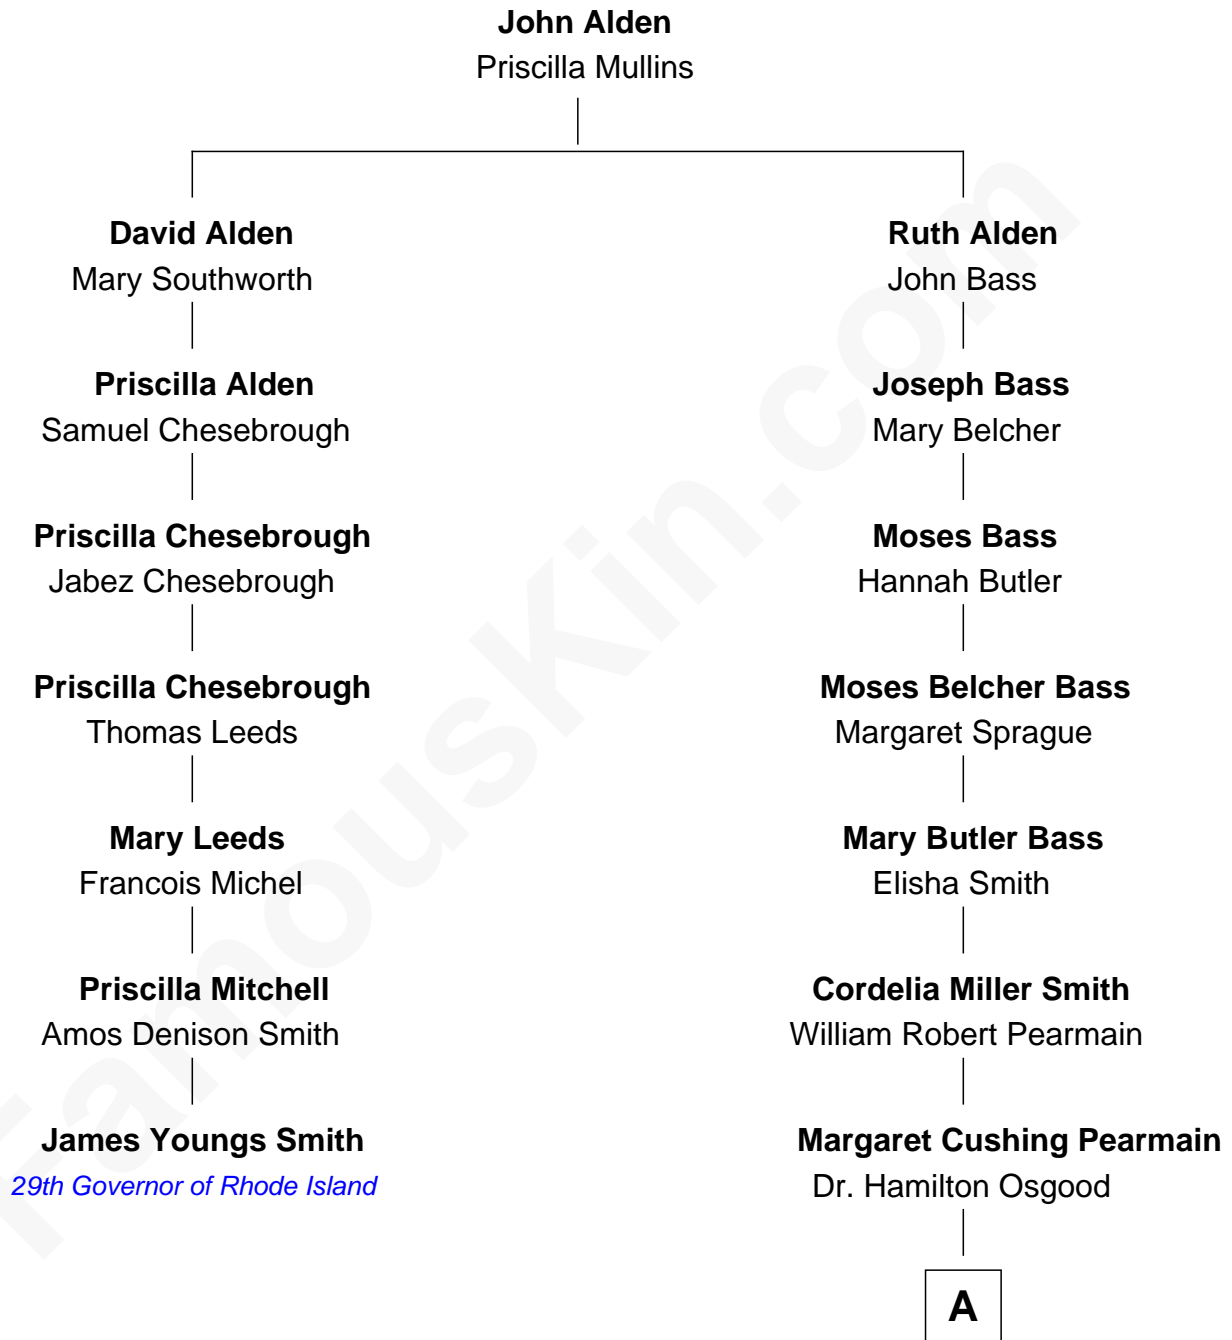 John Alden
Priscilla Mullins
David Alden
Mary Southworth
Ruth Alden
John Bass
Priscilla Alden
Samuel Chesebrough
Joseph Bass
Mary Belcher
Priscilla Chesebrough
Jabez Chesebrough
Moses Bass
Hannah Butler
Priscilla Chesebrough
Thomas Leeds
Moses Belcher Bass
Margaret Sprague
Mary Leeds
Francois Michel
Mary Butler Bass
Elisha Smith
Priscilla Mitchell
Amos Denison Smith
Cordelia Miller Smith
William Robert Pearmain
James Youngs Smith
29th Governor of Rhode Island
Margaret Cushing Pearmain
Dr. Hamilton Osgood
A
FamousKin.com